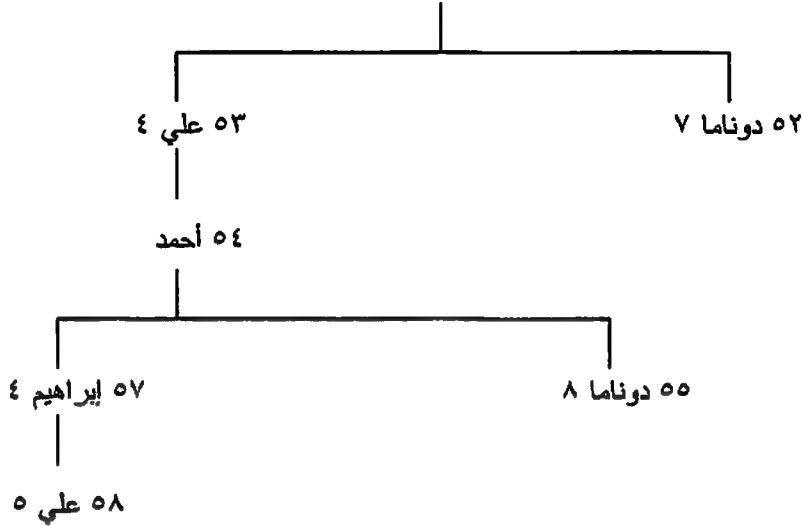 ٥٢ دوناما ٧
٥٣ علي ٤
٥٤ أحمد
٥٥ دوناما ٨
٥٧ إبراهيم ٤
٥٨ علي ٥